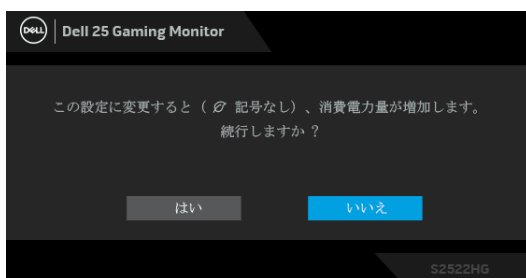 DELL Dell 25 Gaming Monitor
この設定に変更すると（ 記号なし）、消費電力量が増加します。
続行しますか ？
はい いいえ
S2522HG